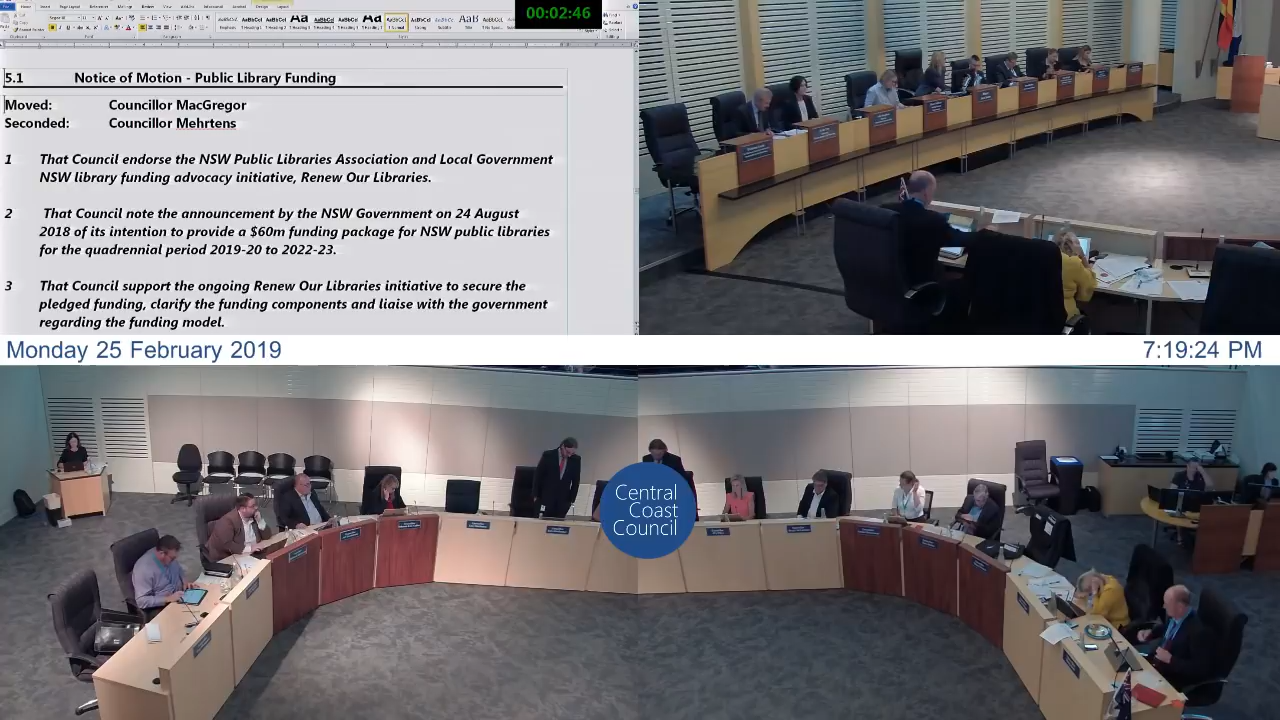 00:02:46
5.1 Notice of Motion - Public Library Funding
Moved: Councillor MacGregor
Seconded: Councillor Mehrtens
1 That Council endorse the NSW Public Libraries Association and Local Government
NSW library funding advocacy initiative, Renew Our Libraries.
2 That Council note the announcement by the NSW Government on 24 August
2018 of its intention to provide a $60m funding package for NSW public libraries
for the quadrennial period 2019-20 to 2022-23.
3 That Council support the ongoing Renew Our Libraries initiative to secure the
pledged funding, clarify the funding components and liaise with the government
regarding the funding model.
Monday 25 February 2019
7:19:24 PM
Central
Coast
Council